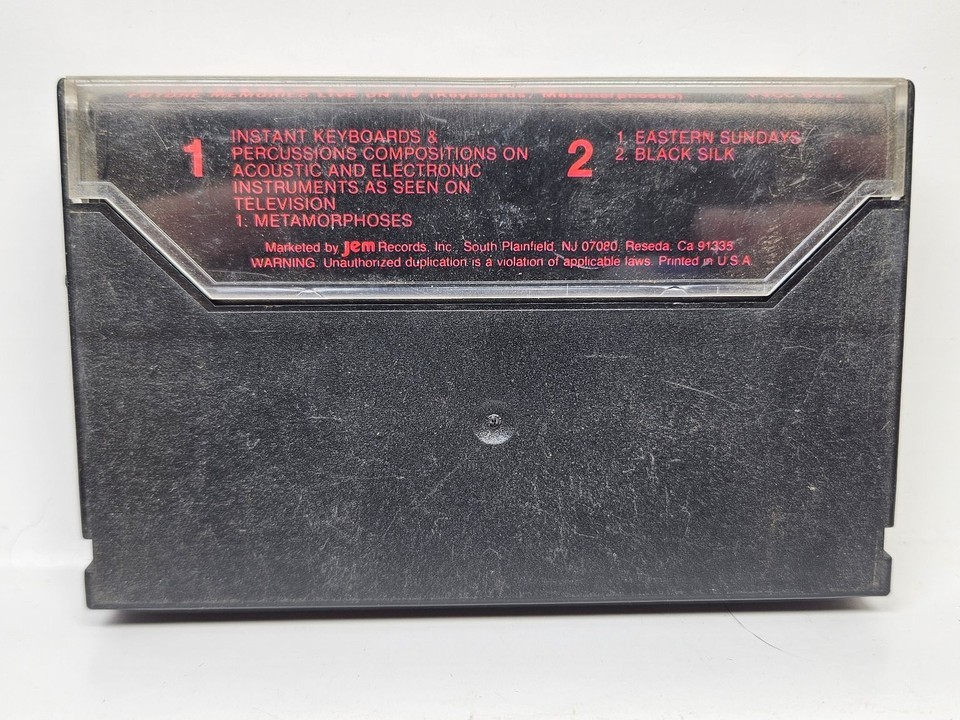 1
INSTANT KEYBOARDS &
PERCUSSIONS COMPOSITIONS ON
ACOUSTIC AND ELECTRONIC
INSTRUMENTS AS SEEN ON
TELEVISION
1. METAMORPHOSES
2
1. EASTERN SUNDAYS
2. BLACK SILK
Marketed by jem Records, Inc., South Plainfield, NJ 07080, Reseda, Ca 91335
WARNING: Unauthorized duplication is a violation of applicable laws. Printed in U.S.A.